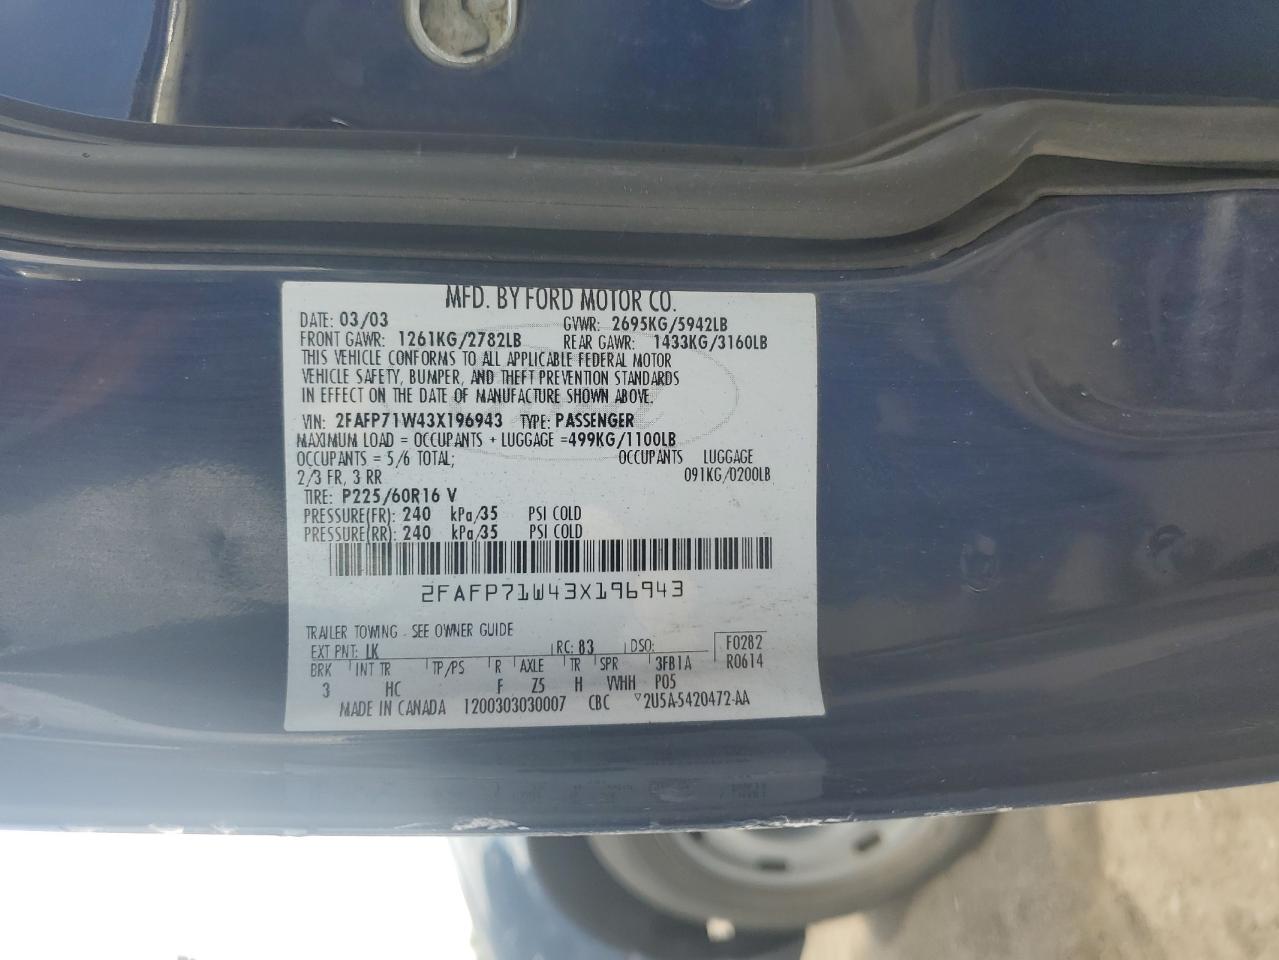 MFD. BY FORD MOTOR CO.
DATE: 03/03 GVWR: 2695KG/5942LB
FRONT GAWR: 1261KG/2782LB REAR GAWR: 1433KG/3160LB
THIS VEHICLE CONFORMS TO ALL APPLICABLE FEDERAL MOTOR
VEHICLE SAFETY, BUMPER, AND THEFT PREVENTION STANDARDS
IN EFFECT ON THE DATE OF MANUFACTURE SHOWN ABOVE.
VIN: 2FAFP71W43X196943 TYPE: PASSENGER
MAXIMUM LOAD = OCCUPANTS + LUGGAGE =499KG/1100LB
OCCUPANTS = 5/6 TOTAL; OCCUPANTS LUGGAGE
2/3 FR, 3 RR 091KG/0200LB
TIRE: P225/60R16 V
PRESSURE(FR): 240 kPa/35 PSI COLD
PRESSURE(RR): 240 kPa/35 PSI COLD
2FAFP71W43X196943
TRAILER TOWING - SEE OWNER GUIDE
EXT PNT: LK RC: 83 DSO: F0282
BRK INT TR TP/PS R AXLE TR SPR 3FB1A R0614
3 HC F Z5 H VVHH P05
MADE IN CANADA 1200303030007 CBC ▽2U5A-5420472-AA